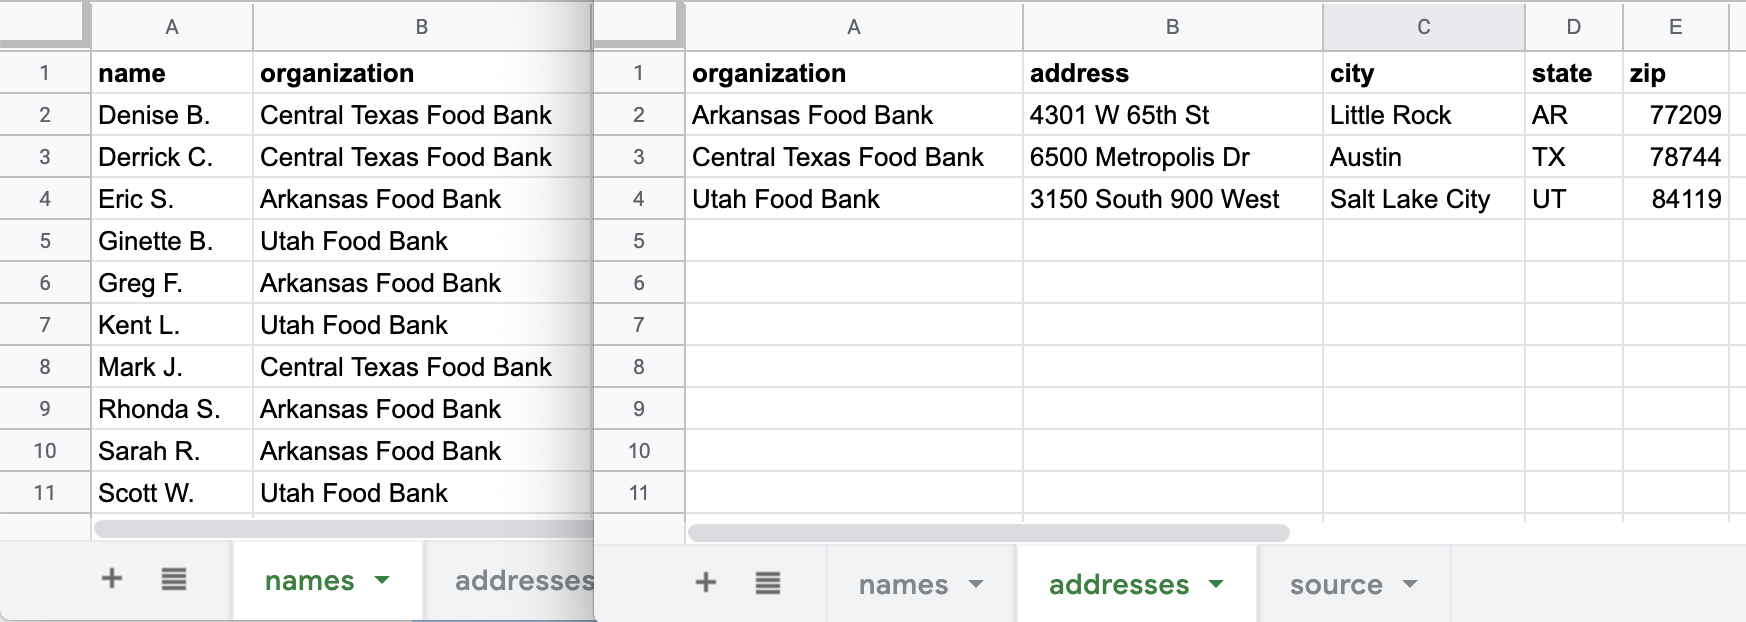 A B
1 name organization
2 Denise B. Central Texas Food Bank
3 Derrick C. Central Texas Food Bank
4 Eric S. Arkansas Food Bank
5 Ginette B. Utah Food Bank
6 Greg F. Arkansas Food Bank
7 Kent L. Utah Food Bank
8 Mark J. Central Texas Food Bank
9 Rhonda S. Arkansas Food Bank
10 Sarah R. Arkansas Food Bank
11 Scott W. Utah Food Bank
names addresses
A B C D E
1 organization address city state zip
2 Arkansas Food Bank 4301 W 65th St Little Rock AR 77209
3 Central Texas Food Bank 6500 Metropolis Dr Austin TX 78744
4 Utah Food Bank 3150 South 900 West Salt Lake City UT 84119
5
6
7
8
9
10
11
names addresses source